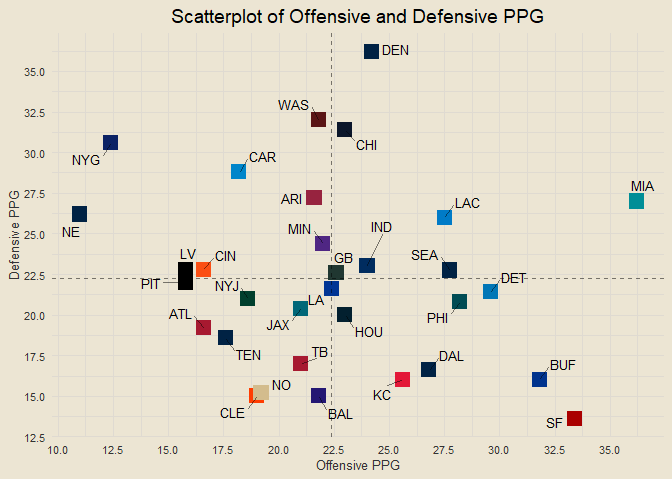 Scatterplot of Offensive and Defensive PPG
DEN
35.0
WAS
32.5
CHI
NYG
30.0
CAR
MIA
27.5
ARI
LAC
NE
25.0
MIN
IND
LV
CIN
GB
SEA
22.5
PIT
NYJ
DET
LA
PHI
20.0
ATL
JAX
HOU
TEN
TB
DAL
17.5
BUF
NO
KC
15.0
CLE
BAL
SF
12.5
Defensive PPG
10.0 12.5 15.0 17.5 20.0 22.5 25.0 27.5 30.0 32.5 35.0
Offensive PPG